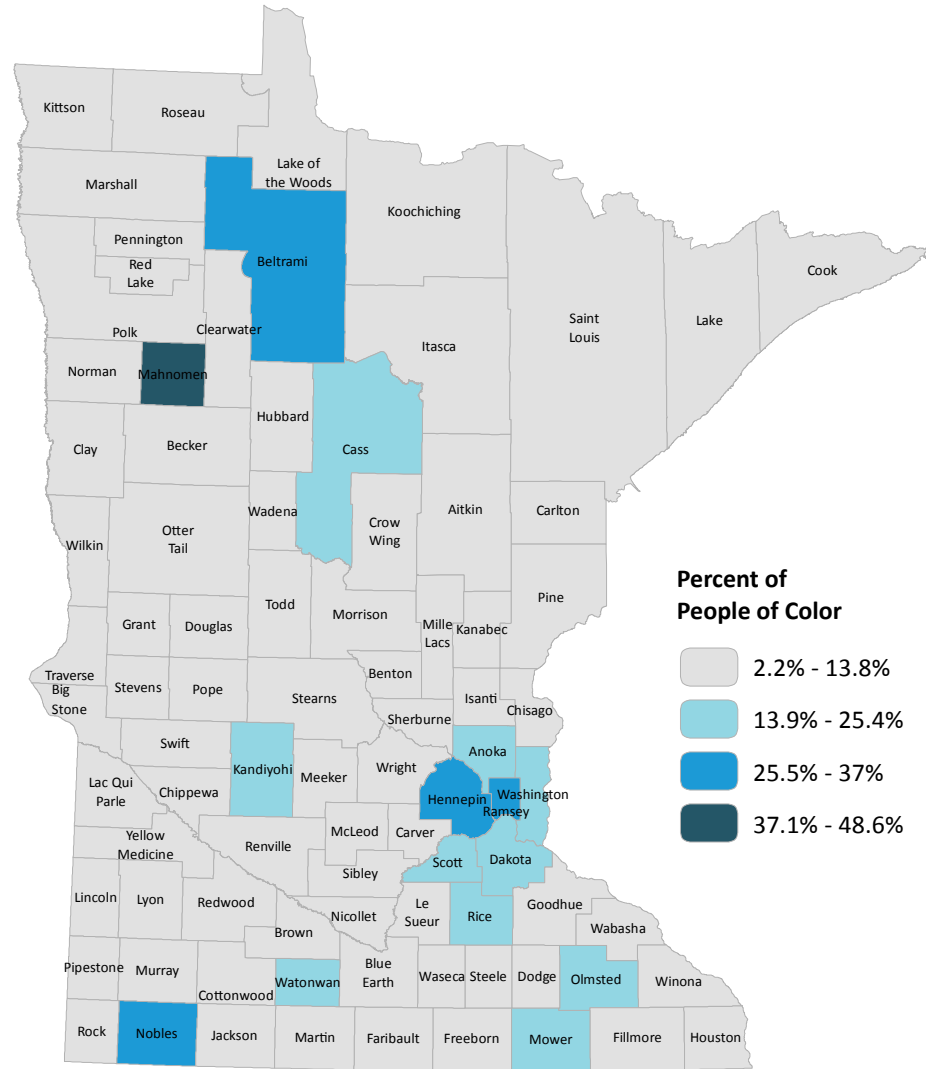 Kittson
Roseau
Lake of
the Woods
Marshall
Koochiching
Pennington
Beltrami
Red
Lake
Cook
Polk
Clearwater
Saint
Louis
Lake
Itasca
Norman
Mahnomen
Hubbard
Clay
Becker
Cass
Wadena
Aitkin
Carlton
Crow
Wing
Otter
Tail
Wilkin
Pine
Todd
Morrison
Grant
Douglas
Mille
Lacs
Kanabec
Traverse
Big
Stone
Stevens
Pope
Stearns
Benton
Isanti
Chisago
Sherburne
Swift
Anoka
Kandiyohi
Meeker
Wright
Lac Qui
Parle
Chippewa
Hennepin
Washington
Ramsey
Yellow
Medicine
Renville
McLeod
Carver
Scott
Dakota
Sibley
Lincoln
Lyon
Redwood
Nicollet
Le
Sueur
Rice
Goodhue
Wabasha
Brown
Pipestone
Murray
Cottonwood
Watonwan
Blue
Earth
Waseca
Steele
Dodge
Olmsted
Winona
Rock
Nobles
Jackson
Martin
Faribault
Freeborn
Mower
Fillmore
Houston
Percent of
People of Color
2.2% - 13.8%
13.9% - 25.4%
25.5% - 37%
37.1% - 48.6%